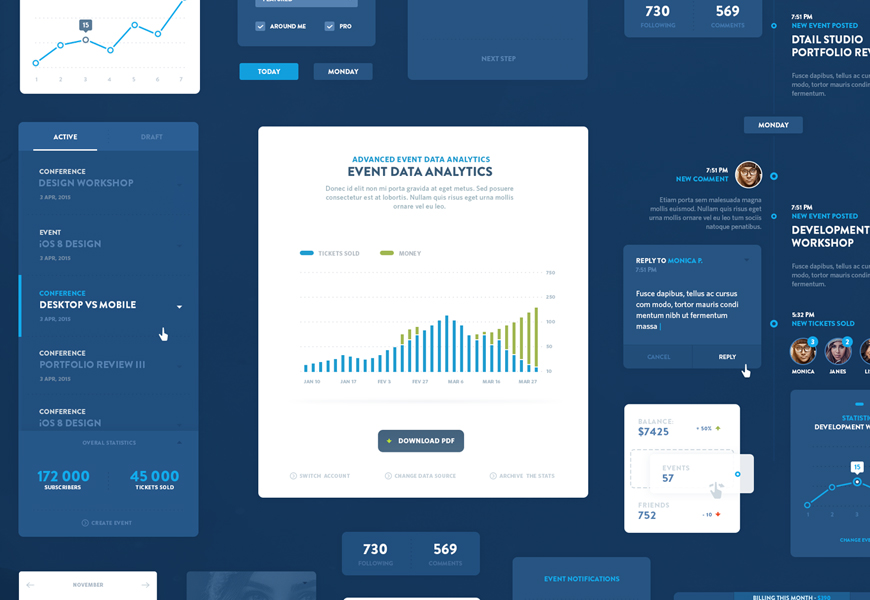 15
1 2 3 4 5 6 7
AROUND ME
PRO
TODAY
MONDAY
NEXT STEP
730
569
FOLLOWING
COMMENTS
7:51 PM
NEW EVENT POSTED
DTAIL STUDIO
PORTFOLIO RE
Fusce dapibus, tellus ac cu
modo, tortor mauris condi
fermentum.
MONDAY
ACTIVE
DRAFT
CONFERENCE
DESIGN WORKSHOP
3 APR, 2015
EVENT
iOS 8 DESIGN
3 APR, 2015
CONFERENCE
DESKTOP VS MOBILE
3 APR, 2015
CONFERENCE
PORTFOLIO REVIEW III
3 APR, 2015
CONFERENCE
iOS 8 DESIGN
OVERAL STATISTICS
172 000
SUBSCRIBERS
45 000
TICKETS SOLD
CREATE EVENT
ADVANCED EVENT DATA ANALYTICS
EVENT DATA ANALYTICS
Donec id elit non mi porta gravida at eget metus. Sed posuere
consectetur est at lobortis. Nullam quis risus eget urna mollis
ornare vel eu leo.
TICKETS SOLD
MONEY
250
100
50
10
JAN 10
JAN 17
FEV 5
FEV 27
MAR 6
MAR 16
MAR 27
DOWNLOAD PDF
SWITCH ACCOUNT
CHANGE DATA SOURCE
ARCHIVE THE STATS
7:51 PM
NEW COMMENT
Etiam porta sem malesuada magna
mollis euismod. Nullam quis risus eget
urna mollis ornare vel eu leo tum sociis
natoque penatibus.
7:51 PM
NEW EVENT POSTED
DEVELOPMENT
WORKSHOP
Fusce dapibus, tellus ac cu
modo, tortor mauris condi
fermentum.
REPLY TO MONICA P.
7:51 PM
Fusce dapibus, tellus ac cursus
com modo, tortor mauris condi
mentum nibh ut fermentum
massa
CANCEL
REPLY
5:32 PM
NEW TICKETS SOLD
3
2
MONICA
JANES
BALANCE:
$7425
+ 50%
EVENTS
57
FRIENDS
752
- 10
STATISTI
DEVELOPMENT W
15
1 2 3
CHANGE EVE
730
569
FOLLOWING
COMMENTS
NOVEMBER
EVENT NOTIFICATIONS
BILLING THIS MONTH - $290